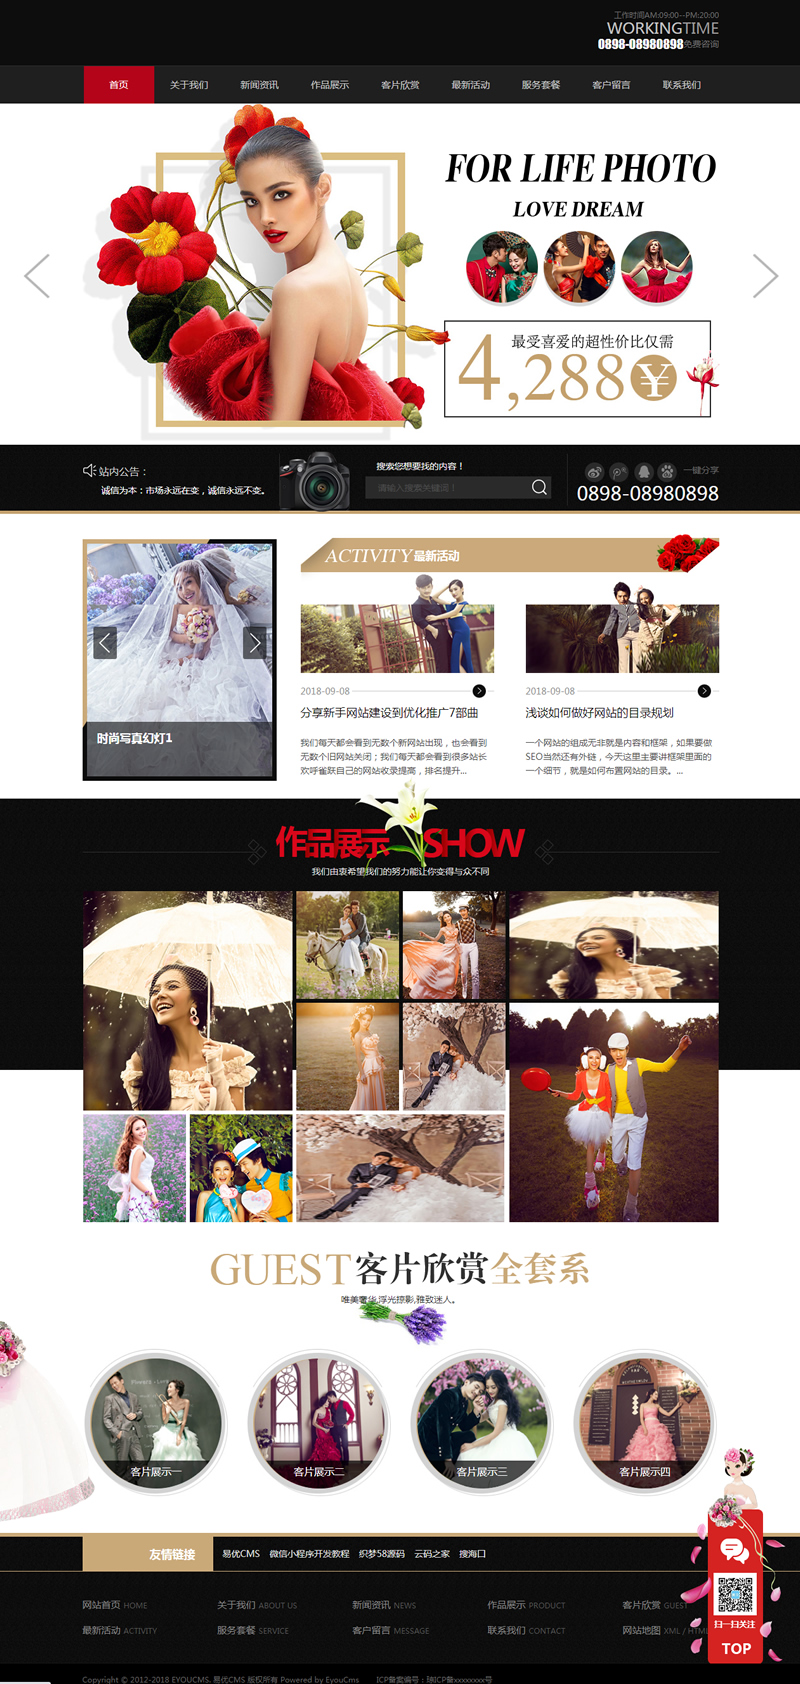 工作时间AM:09:00--PM:20:00
WORKINGTIME
0898-08980898免费咨询
首页 关于我们 新闻资讯 作品展示 客片欣赏 最新活动 服务套餐 客户留言 联系我们
FOR LIFE PHOTO
LOVE DREAM
最受喜爱的超性价比仅需
4,288¥
站内公告：
诚信为本：市场永远在变，诚信永远不变。
搜索您想要找的内容！
请输入搜索关键词！
一键分享
0898-08980898
时尚写真幻灯1
ACTIVITY 最新活动
2018-09-08
分享新手网站建设到优化推广7部曲
我们每天都会看到无数个新网站出现，也会看到
无数个旧网站关闭；我们每天都会看到很多站长
欢呼雀跃自己的网站收录提高，排名提升...
2018-09-08
浅谈如何做好网站的目录规划
一个网站的组成无非就是内容和框架，如果要做
SEO当然还有外链，今天这里主要讲框架里面的
一个细节，就是如何布置网站的目录。...
作品展示 SHOW
我们由衷希望我们的努力能让你变得与众不同
GUEST 客片欣赏全套系
唯美奢华,浮光掠影,雅致迷人。
客片展示一
客片展示二
客片展示三
客片展示四
友情链接 易优CMS 微信小程序开发教程 织梦58源码 云码之家 搜海口
网站首页 HOME 关于我们 ABOUT US 新闻资讯 NEWS 作品展示 PRODUCT 客片欣赏 GUEST
最新活动 ACTIVITY 服务套餐 SERVICE 客户留言 MESSAGE 联系我们 CONTACT 网站地图 XML / HTML
扫一扫关注
TOP
Copyright © 2012-2018 EYOUCMS. 易优CMS 版权所有 Powered by EyouCms ICP备案编号：琼ICP备xxxxxxxx号